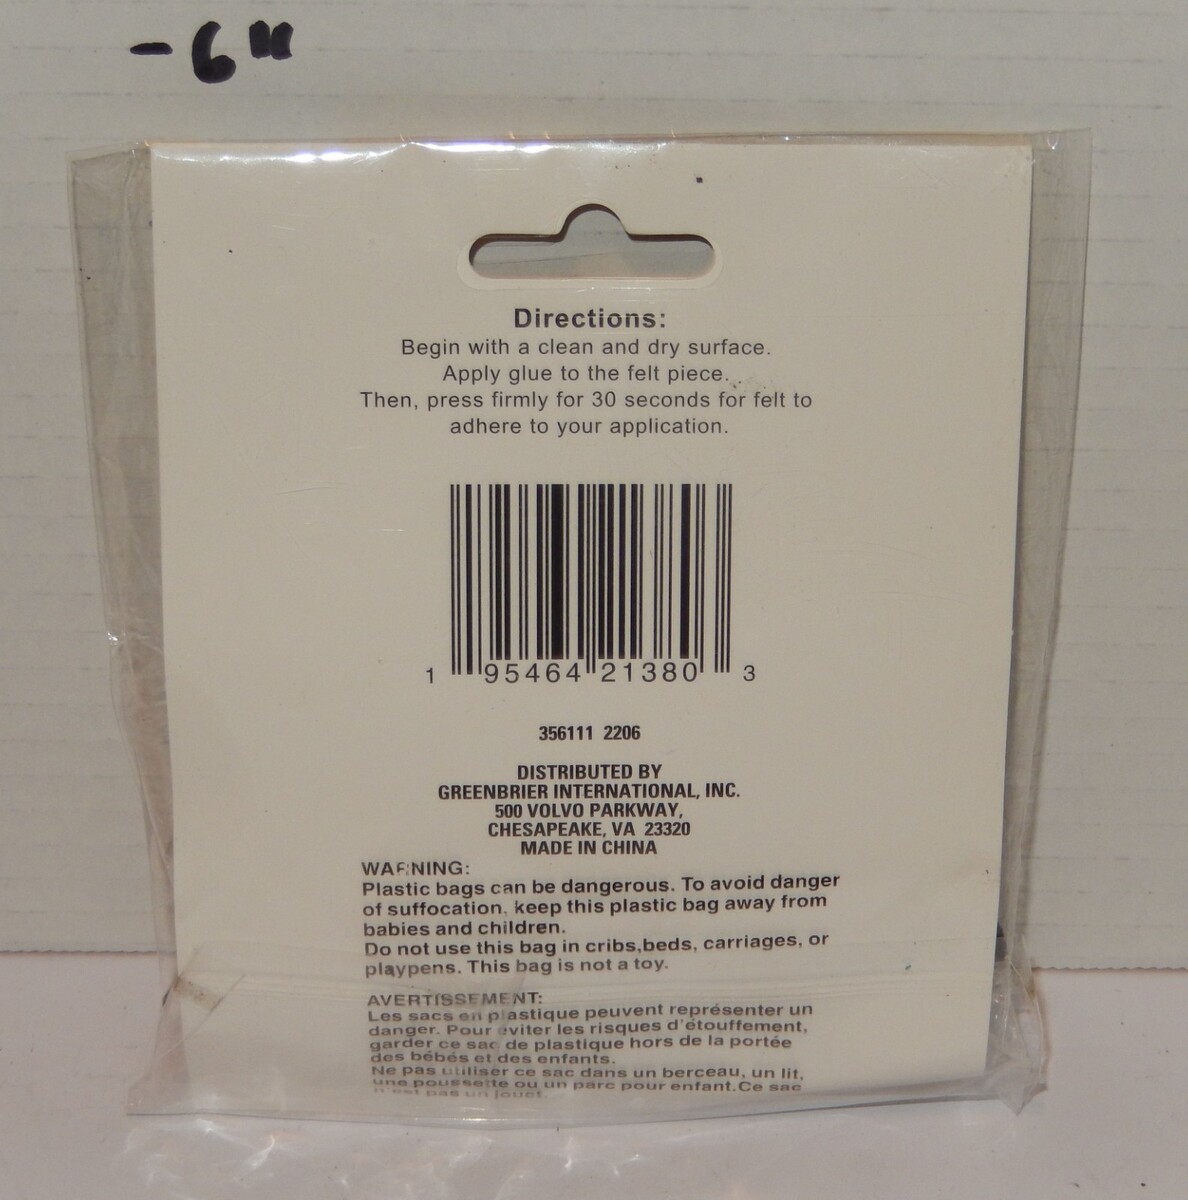 -6"
Directions:
Begin with a clean and dry surface.
Apply glue to the felt piece.
Then, press firmly for 30 seconds for felt to
adhere to your application.
1 95464 21380 3
356111 2206
DISTRIBUTED BY
GREENBRIER INTERNATIONAL, INC.
500 VOLVO PARKWAY,
CHESAPEAKE, VA 23320
MADE IN CHINA
WARNING:
Plastic bags can be dangerous. To avoid danger
of suffocation, keep this plastic bag away from
babies and children.
Do not use this bag in cribs,beds, carriages, or
playpens. This bag is not a toy.
AVERTISSEMENT:
Les sacs en plastique peuvent représenter un
danger. Pour éviter les risques d'étouffement,
garder ce sac de plastique hors de la portée
des bébés et des enfants.
Ne pas utiliser ce sac dans un berceau, un lit,
une poussette ou un parc pour enfant.Ce sac
n'est pas un jouet.